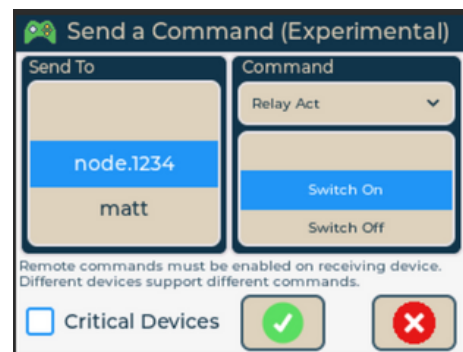 Send a Command (Experimental)
Send To
Command
Relay Act
node.1234
matt
Switch On
Switch Off
Remote commands must be enabled on receiving device.
Different devices support different commands.
Critical Devices